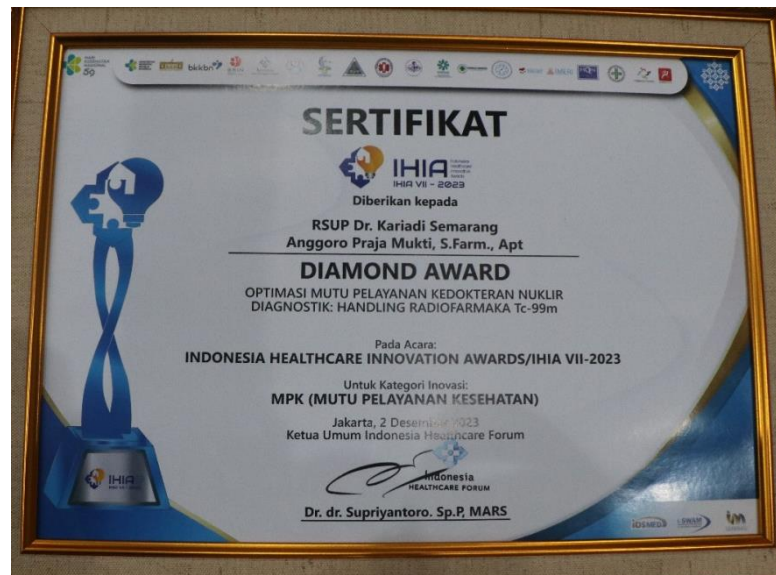 50
bkkbn
SERTIFIKAT
IHIA
IHIA VII - 2023
Diberikan kepada
RSUP Dr. Kariadi Semarang
Anggoro Praja Mukti, S.Farm., Apt
DIAMOND AWARD
OPTIMASI MUTU PELAYANAN KEDOKTERAN NUKLIR
DIAGNOSTIK: HANDLING RADIOFARMAKA Tc-99m
Pada Acara:
INDONESIA HEALTHCARE INNOVATION AWARDS/IHIA VII-2023
Untuk Kategori Inovasi:
MPK (MUTU PELAYANAN KESEHATAN)
Jakarta, 2 Desember 2023
Ketua Umum Indonesia Healthcare Forum
Indonesia
HEALTHCARE FORUM
Dr. dr. Supriyantoro. Sp.P, MARS
IHIA